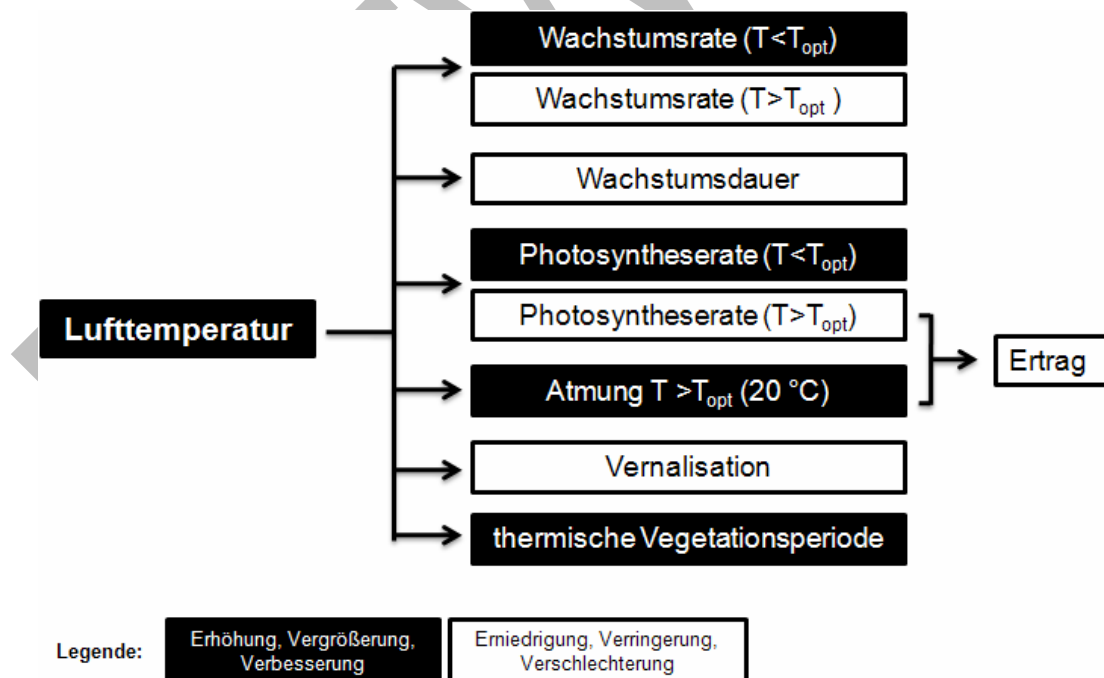 Wachstumsrate (T<Topt)
Wachstumsrate (T>Topt )
Wachstumsdauer
Photosyntheserate (T<Topt)
Photosyntheserate (T>Topt)
Lufttemperatur
Ertrag
Atmung T >Topt (20 °C)
Vernalisation
thermische Vegetationsperiode
Legende:
Erhöhung, Vergrößerung,
Verbesserung
Erniedrigung, Verringerung,
Verschlechterung